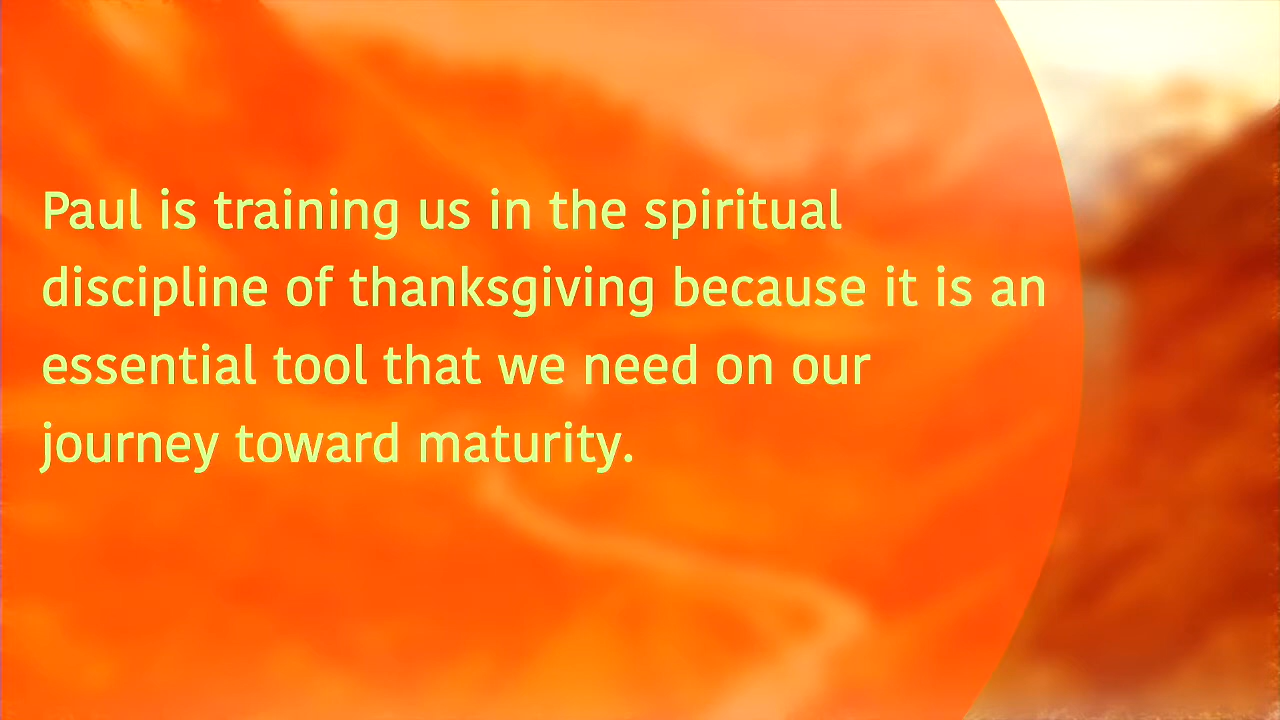 Paul is training us in the spiritual
discipline of thanksgiving because it is an
essential tool that we need on our
journey toward maturity.